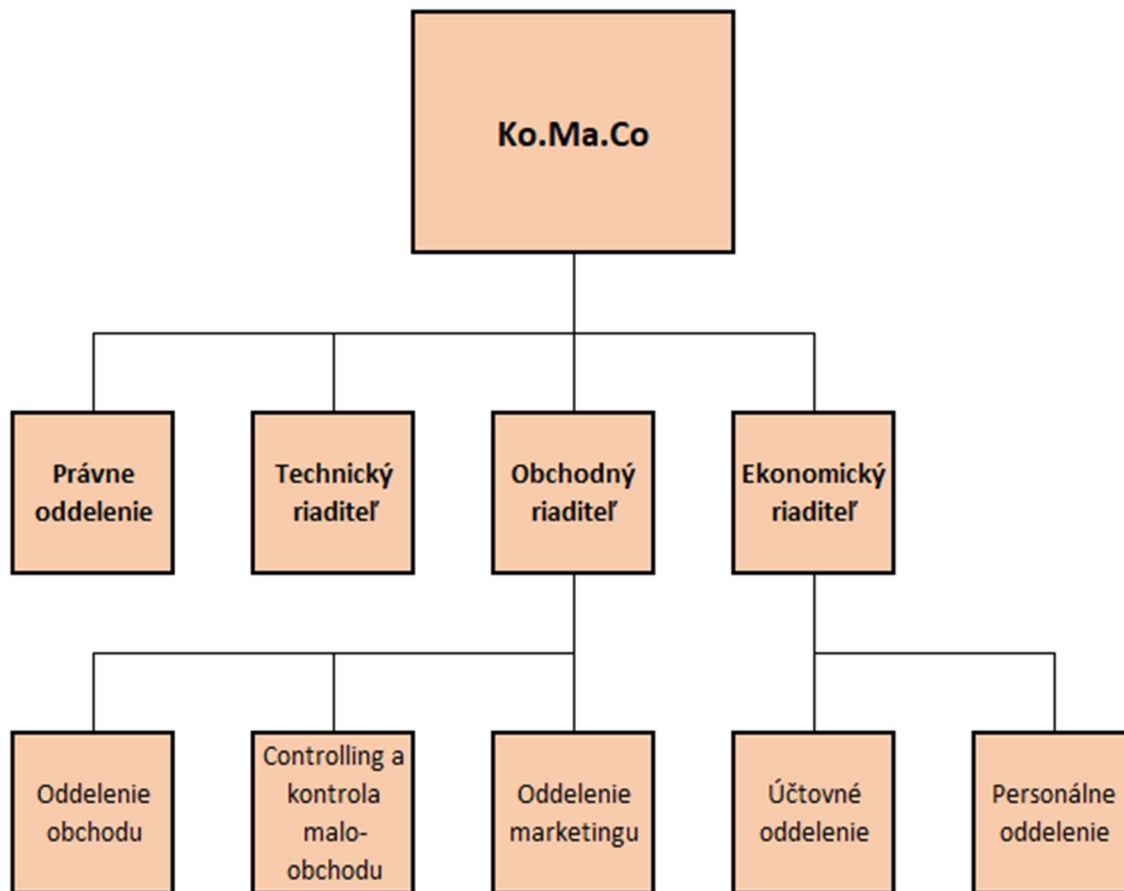 Ko.Ma.Co
Právne
oddelenie
Technický
riaditeľ
Obchodný
riaditeľ
Ekonomický
riaditeľ
Oddelenie
obchodu
Controlling a
kontrola
malo-
obchodu
Oddelenie
marketingu
Účtovné
oddelenie
Personálne
oddelenie